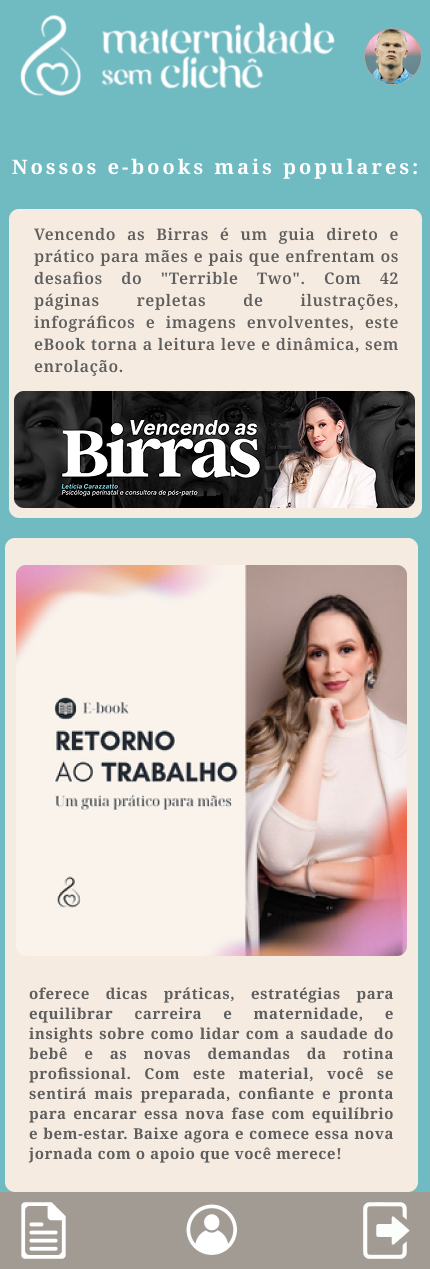 maternidade
sem clichê
Nossos e-books mais populares:
Vencendo as Birras é um guia direto e
prático para mães e pais que enfrentam os
desafios do "Terrible Two". Com 42
páginas repletas de ilustrações,
infográficos e imagens envolventes, este
eBook torna a leitura leve e dinâmica, sem
enrolação.
Vencendo as
Birras
Letícia Carazzatto
Psicóloga perinatal e consultora de pós-parto
E-book
RETORNO
AO TRABALHO
Um guia prático para mães
oferece dicas práticas, estratégias para
equilibrar carreira e maternidade, e
insights sobre como lidar com a saudade do
bebê e as novas demandas da rotina
profissional. Com este material, você se
sentirá mais preparada, confiante e pronta
para encarar essa nova fase com equilíbrio
e bem-estar. Baixe agora e comece essa nova
jornada com o apoio que você merece!